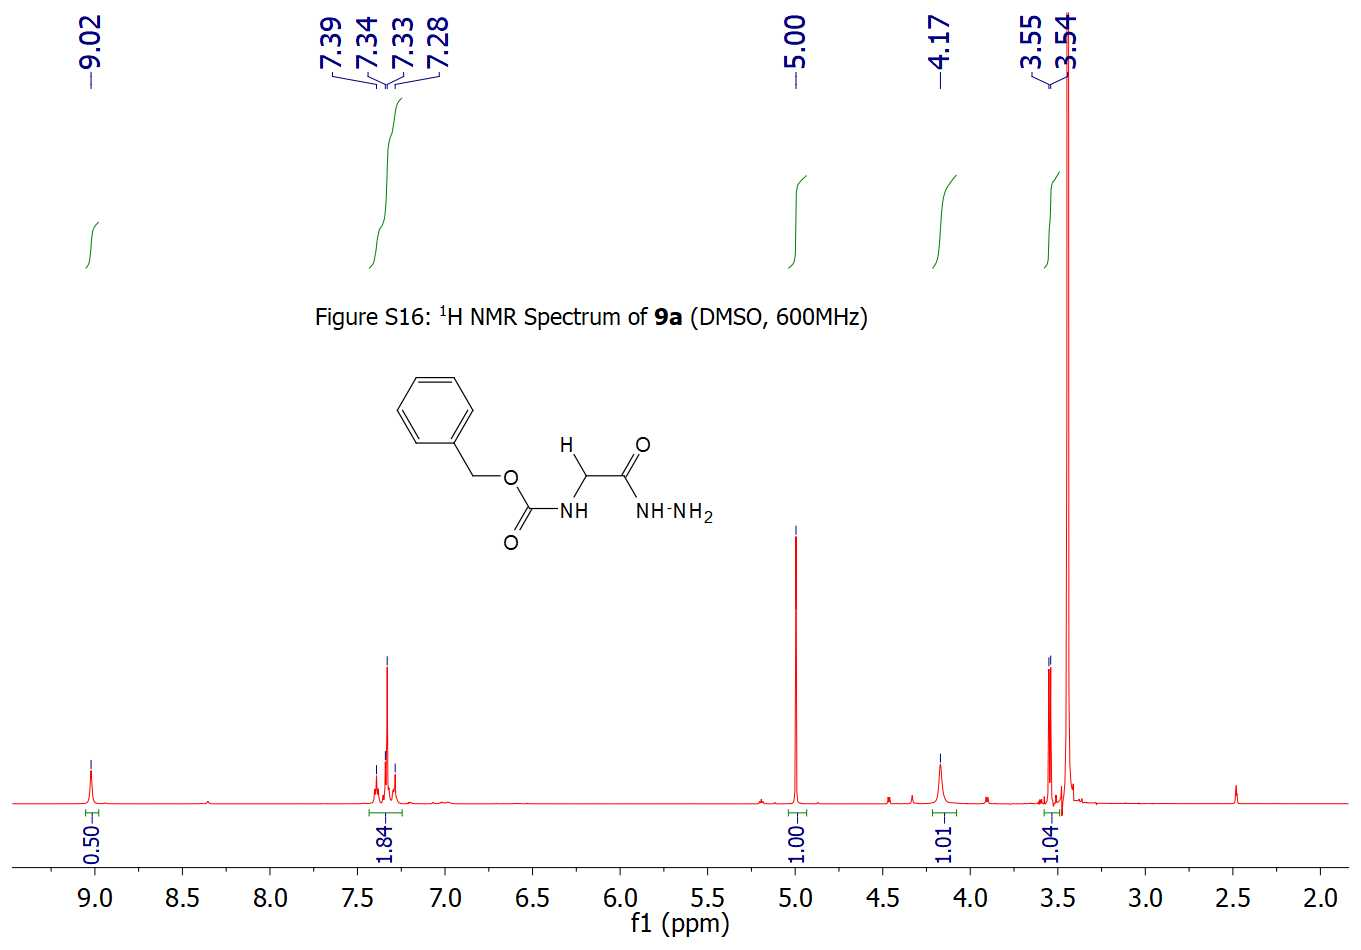 9.02
7.39
7.34
7.33
7.28
5.00
4.17
3.55
3.54
Figure S16: ¹H NMR Spectrum of 9a (DMSO, 600MHz)
H
O
O
NH
NH-NH₂
O
0.50
1.84
1.00
1.01
1.04
9.0 8.5 8.0 7.5 7.0 6.5 6.0 5.5 5.0 4.5 4.0 3.5 3.0 2.5 2.0
f1 (ppm)